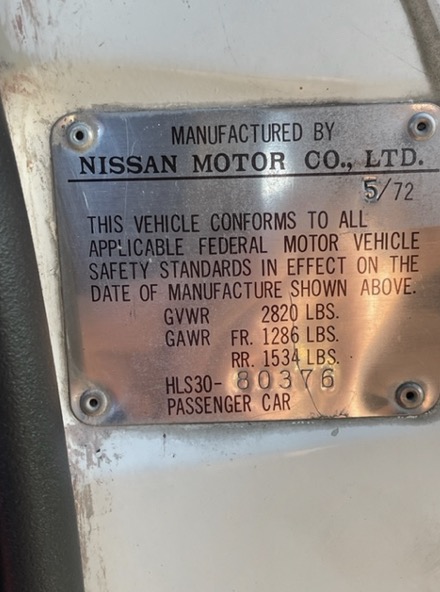 MANUFACTURED BY
NISSAN MOTOR CO., LTD.
5/72
THIS VEHICLE CONFORMS TO ALL
APPLICABLE FEDERAL MOTOR VEHICLE
SAFETY STANDARDS IN EFFECT ON THE
DATE OF MANUFACTURE SHOWN ABOVE.
GVWR 2820 LBS.
GAWR FR. 1286 LBS.
RR. 1534 LBS.
HLS30- 80376
PASSENGER CAR